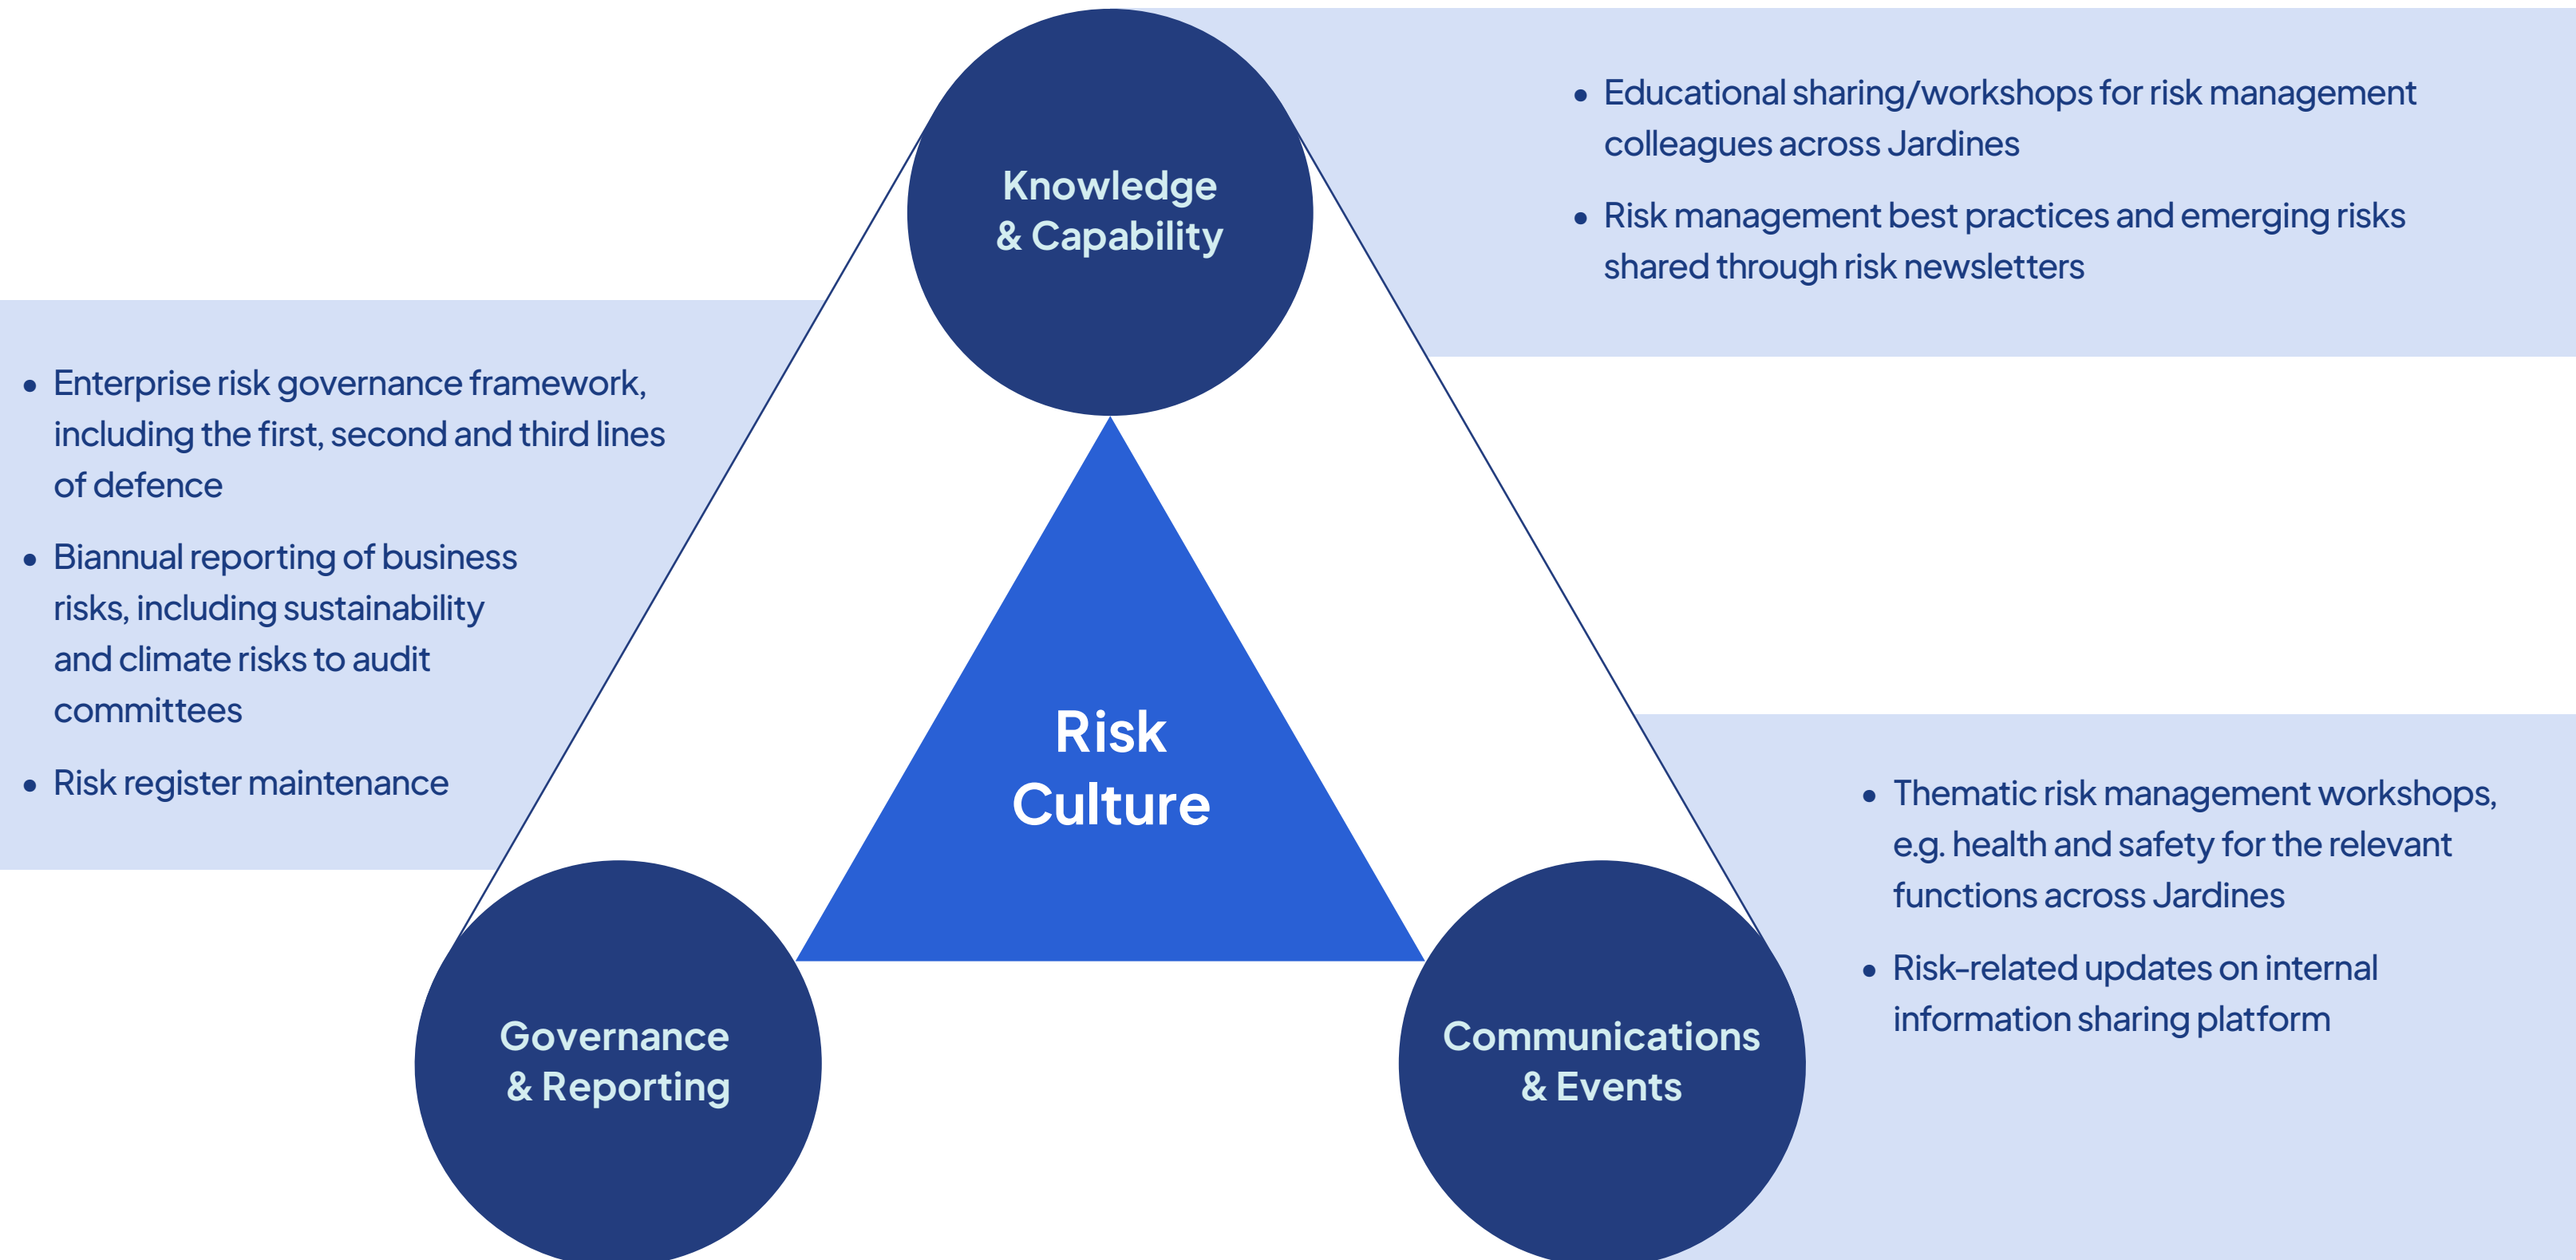 Knowledge
& Capability
• Educational sharing/workshops for risk management
colleagues across Jardines
• Risk management best practices and emerging risks
shared through risk newsletters
• Enterprise risk governance framework,
including the first, second and third lines
of defence
• Biannual reporting of business
risks, including sustainability
and climate risks to audit
committees
• Risk register maintenance
Risk
Culture
Governance
& Reporting
Communications
& Events
• Thematic risk management workshops,
e.g. health and safety for the relevant
functions across Jardines
• Risk-related updates on internal
information sharing platform